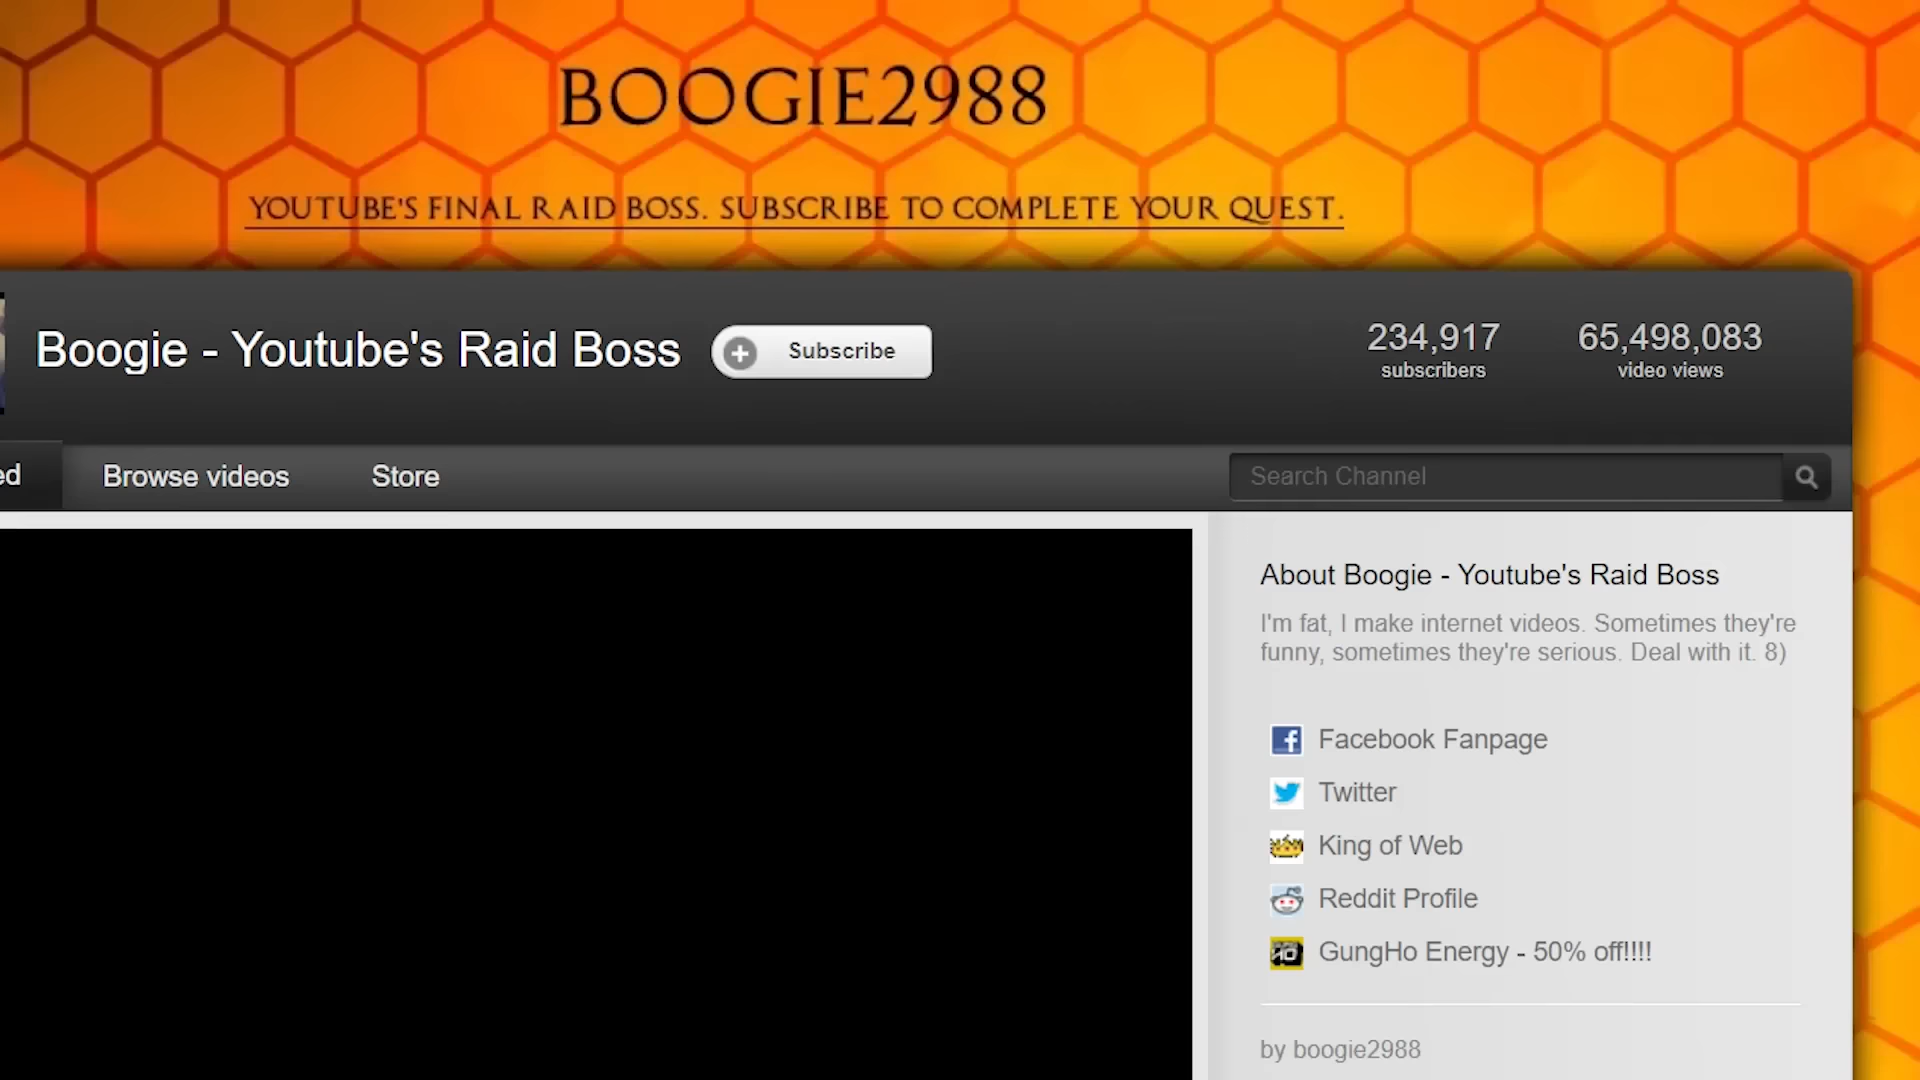 BOOGIE2988
YOUTUBE'S FINAL RAID BOSS. SUBSCRIBE TO COMPLETE YOUR QUEST.
Boogie - Youtube's Raid Boss
Subscribe
234,917
subscribers
65,498,083
video views
ed
Browse videos
Store
Search Channel
About Boogie - Youtube's Raid Boss
I'm fat, I make internet videos. Sometimes they're
funny, sometimes they're serious. Deal with it. 8)
Facebook Fanpage
Twitter
King of Web
Reddit Profile
GungHo Energy - 50% off!!!!
by boogie2988